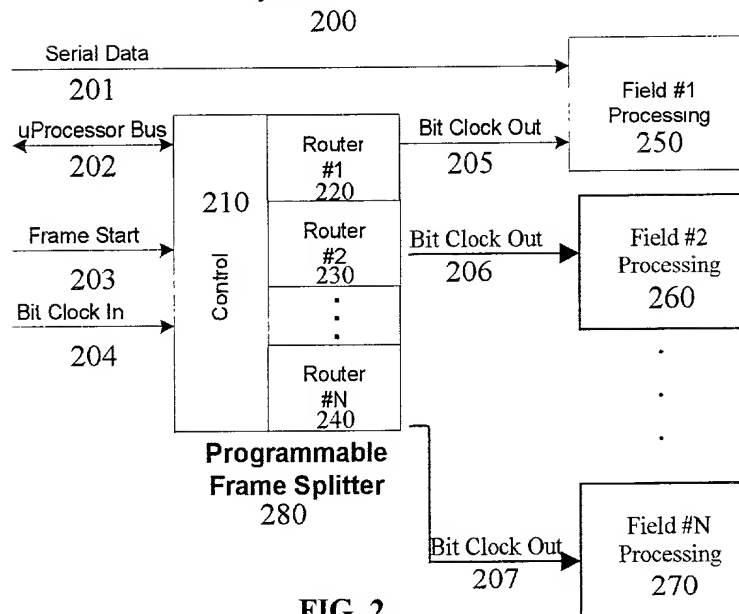 200
Serial Data
201
Field #1
Processing
250
uProcessor Bus
202
Bit Clock Out
205
Router
#1
220
210
Control
Frame Start
203
Router
#2
230
Bit Clock Out
206
Field #2
Processing
260
Bit Clock In
204
Router
#N
240
Programmable
Frame Splitter
280
Bit Clock Out
207
Field #N
Processing
270
FIG. 2